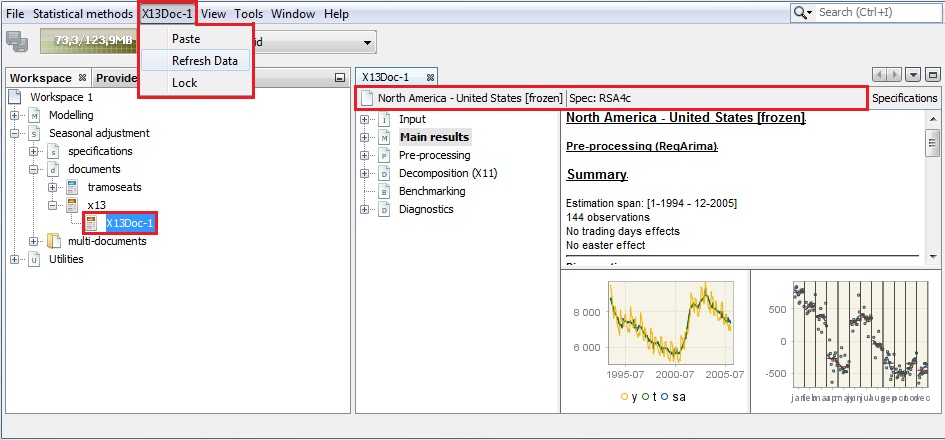 File Statistical methods X13Doc-1 View Tools Window Help Search (Ctrl+I)
73,3/123,9MB id
Paste
Refresh Data
Lock
Workspace Provide X13Doc-1
Workspace 1
Modelling
Seasonal adjustment
specifications
documents
tramoseats
x13
X13Doc-1
multi-documents
Utilities
North America - United States [frozen] Spec: RSA4c Specifications
Input
Main results
Pre-processing
Decomposition (X11)
Benchmarking
Diagnostics
North America - United States [frozen]
Pre-processing (RegArima)
Summary
Estimation span: [1-1994 - 12-2005]
144 observations
No trading days effects
No easter effect
8 000
6 000
1995-07 2000-07 2005-07
y t sa
500
0
-500